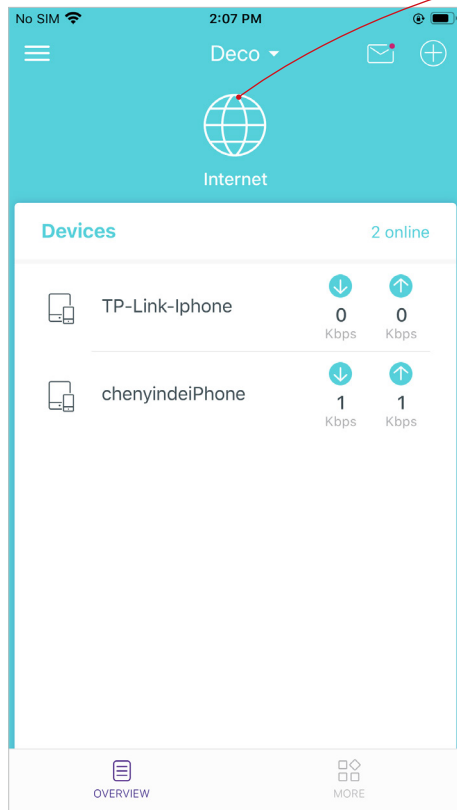 No SIM 2:07 PM
Deco
Internet
Devices 2 online
TP-Link-Iphone 0 Kbps 0 Kbps
chenyindeiPhone 1 Kbps 1 Kbps
OVERVIEW MORE